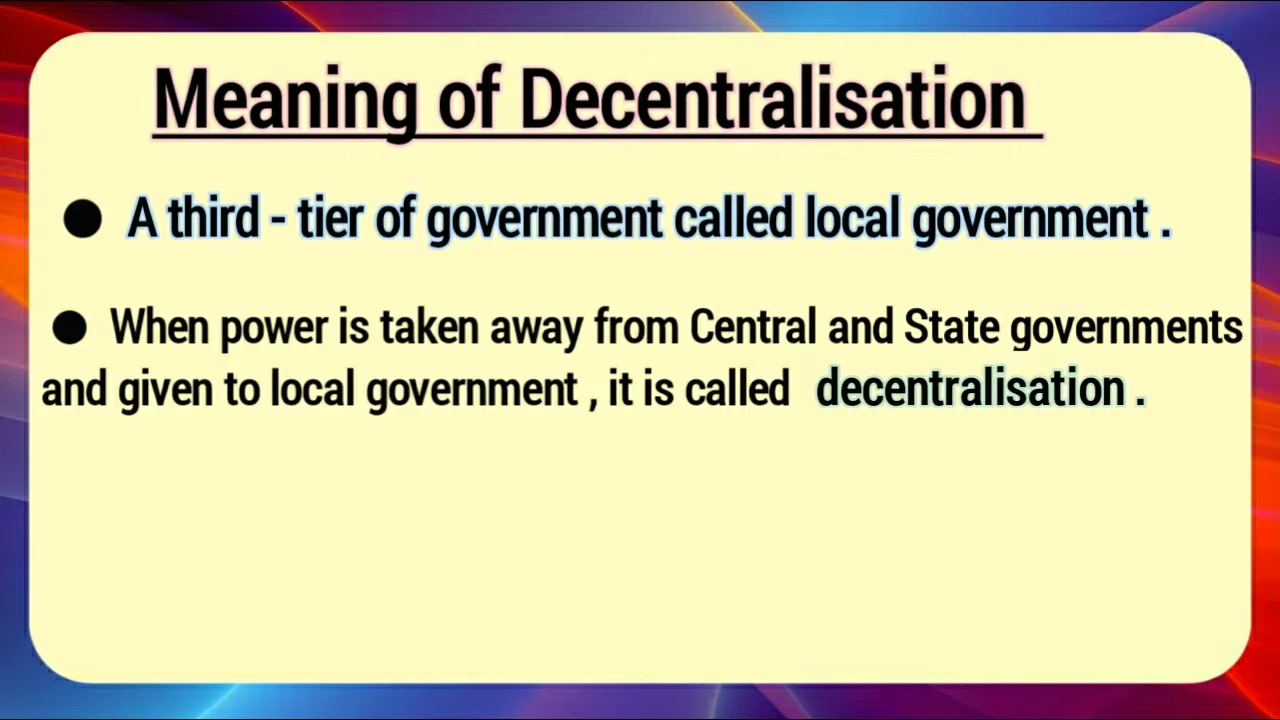 Meaning of Decentralisation
● A third - tier of government called local government .
● When power is taken away from Central and State governments
and given to local government , it is called decentralisation .